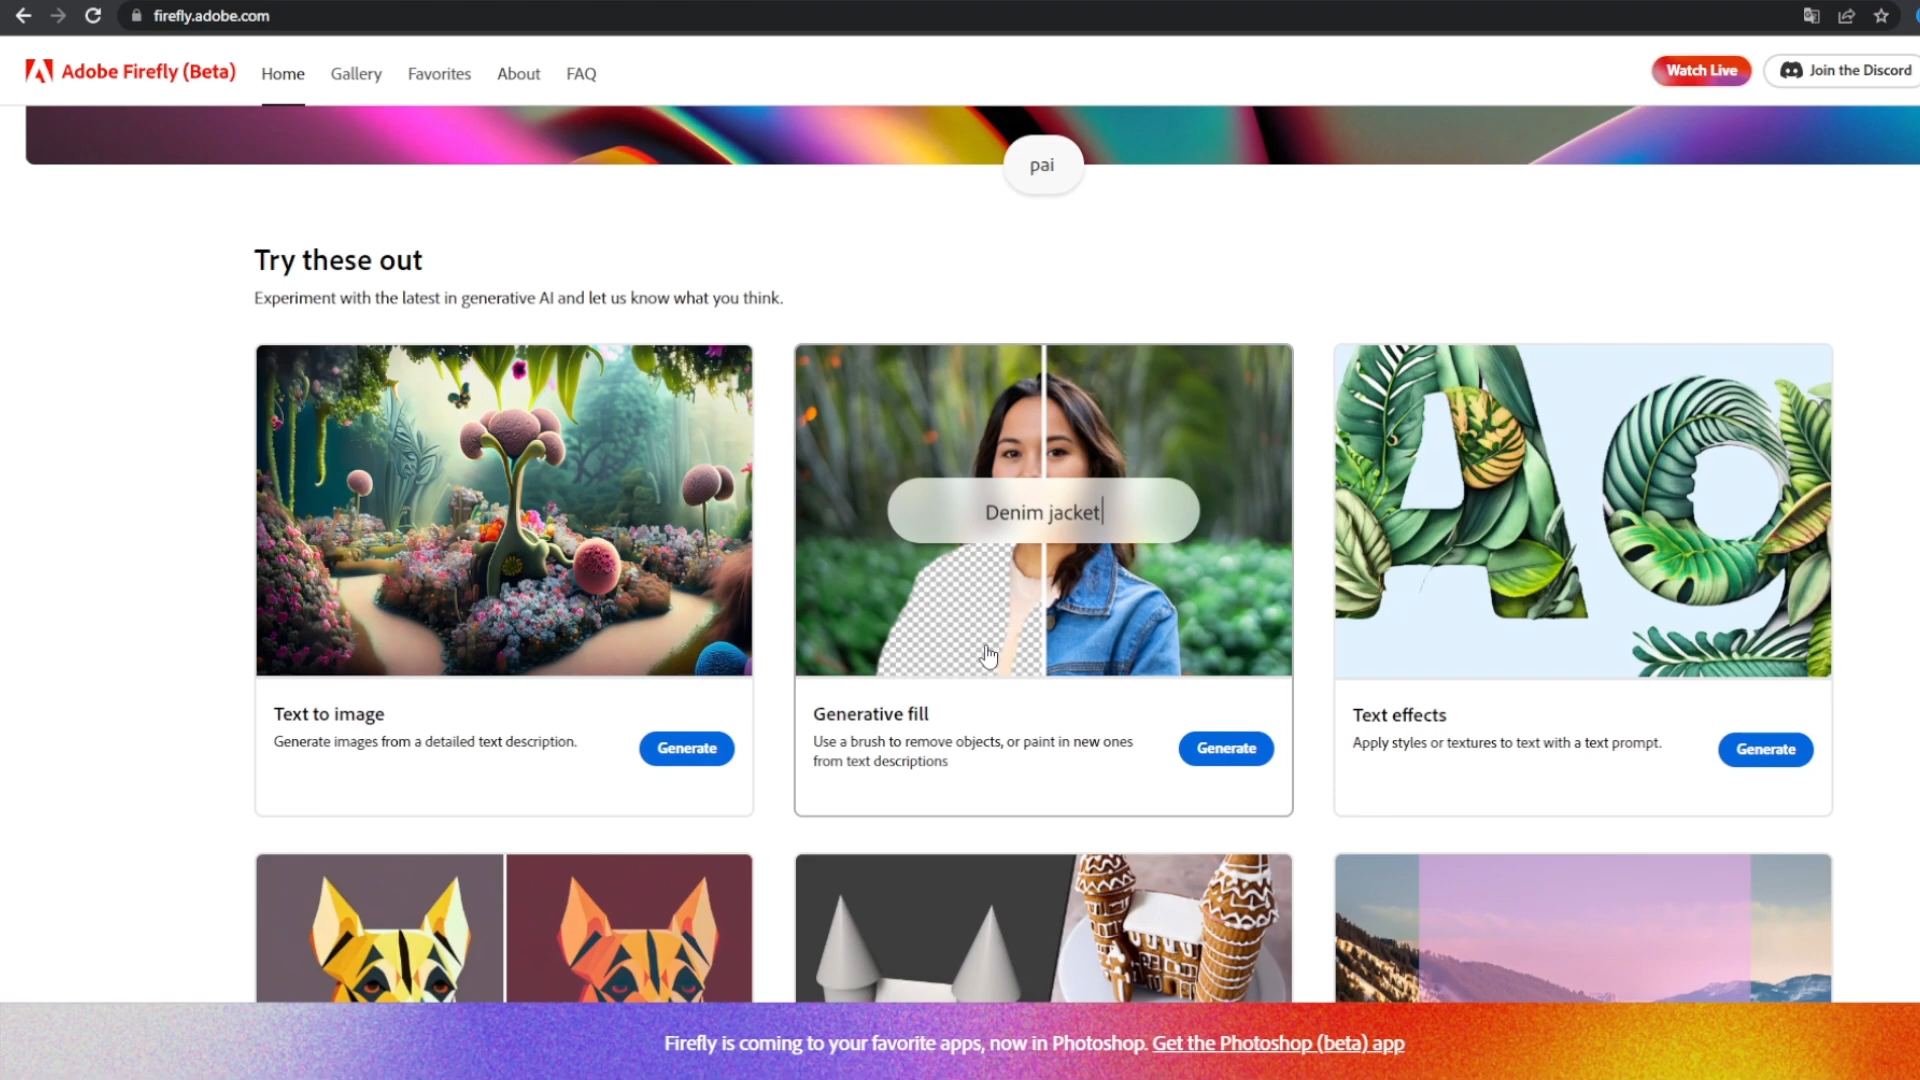 firefly.adobe.com
Adobe Firefly (Beta) Home Gallery Favorites About FAQ Watch Live Join the Discord
pai
Try these out
Experiment with the latest in generative AI and let us know what you think.
Denim jacket
Text to image
Generate images from a detailed text description.
Generate
Generative fill
Use a brush to remove objects, or paint in new ones
from text descriptions
Generate
Text effects
Apply styles or textures to text with a text prompt.
Generate
Firefly is coming to your favorite apps, now in Photoshop. Get the Photoshop (beta) app